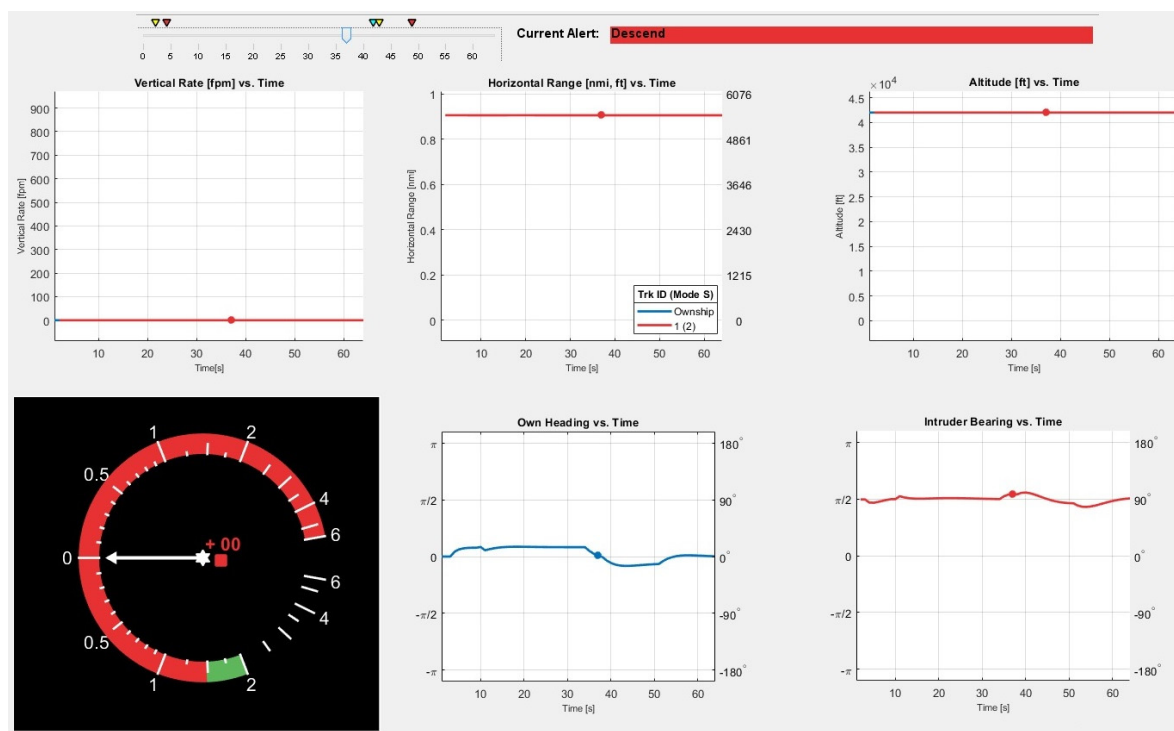 Current Alert: Descend
0 5 10 15 20 25 30 35 40 45 50 55 60
Vertical Rate [fpm] vs. Time
Vertical Rate [fpm]
900
800
700
600
500
400
300
200
100
0
10 20 30 40 50 60
Time[s]
Horizontal Range [nmi, ft] vs. Time
Horizontal Range [nmi]
1 6076
0.8 4861
0.6 3646
0.4 2430
0.2 1215
0 0
Trk ID (Mode S)
Ownship
1 (2)
10 20 30 40 50 60
Time [s]
Altitude [ft] vs. Time
×10⁴
Altitude [ft]
4.5
4
3.5
3
2.5
2
1.5
1
0.5
0
10 20 30 40 50 60
Time [s]
1 2
0.5 4
6
+ 00
0
6
0.5 4
1 2
Own Heading vs. Time
π 180°
π/2 90°
0 0°
-π/2 -90°
-π -180°
10 20 30 40 50 60
Time [s]
Intruder Bearing vs. Time
π 180°
π/2 90°
0 0°
-π/2 -90°
-π -180°
10 20 30 40 50 60
Time [s]